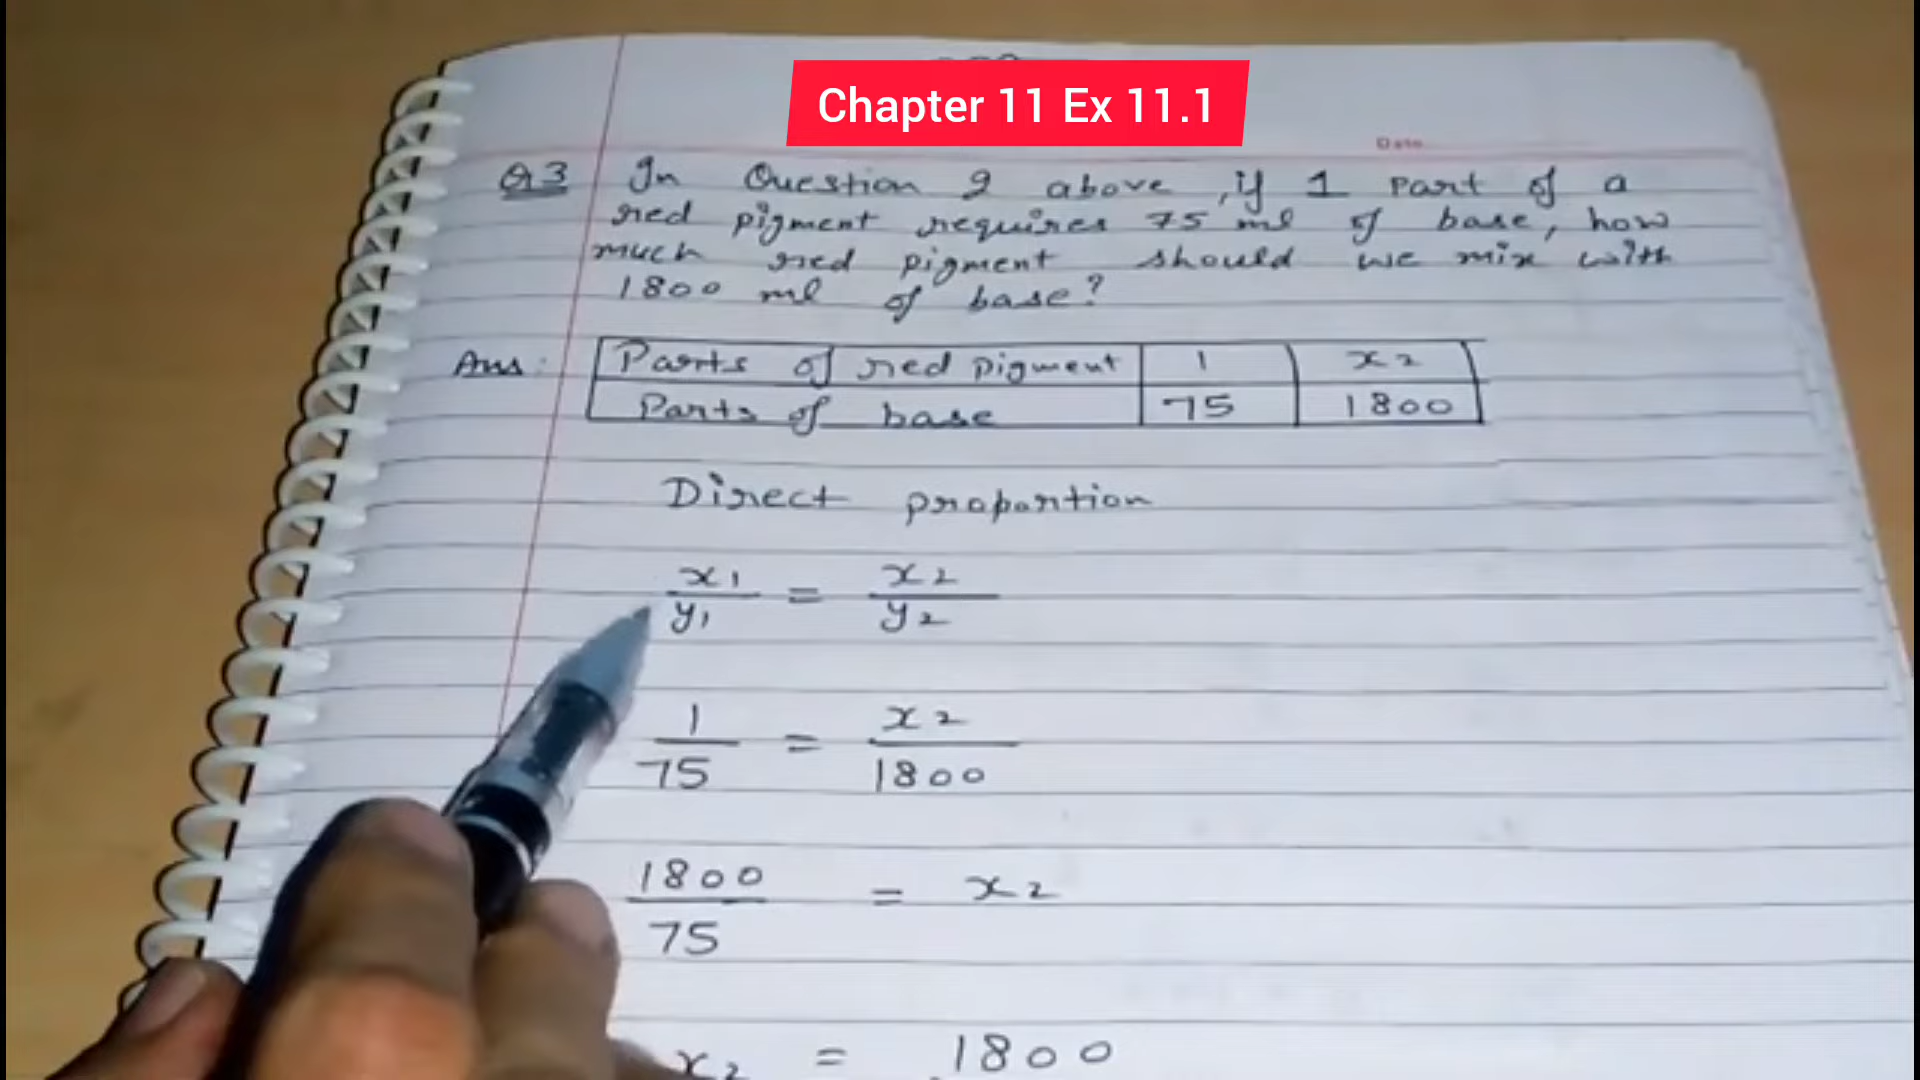 Chapter 11 Ex 11.1
Date
Q3 In Question 2 above, if 1 part of a
red pigment requires 75 ml of base, how
much red pigment should we mix with
1800 ml of base?
Ans: Parts of red pigment 1 x2
Parts of base 75 1800
Direct proportion
x1/y1 = x2/y2
1/75 = x2/1800
1800/75 = x2
x2 = 1800